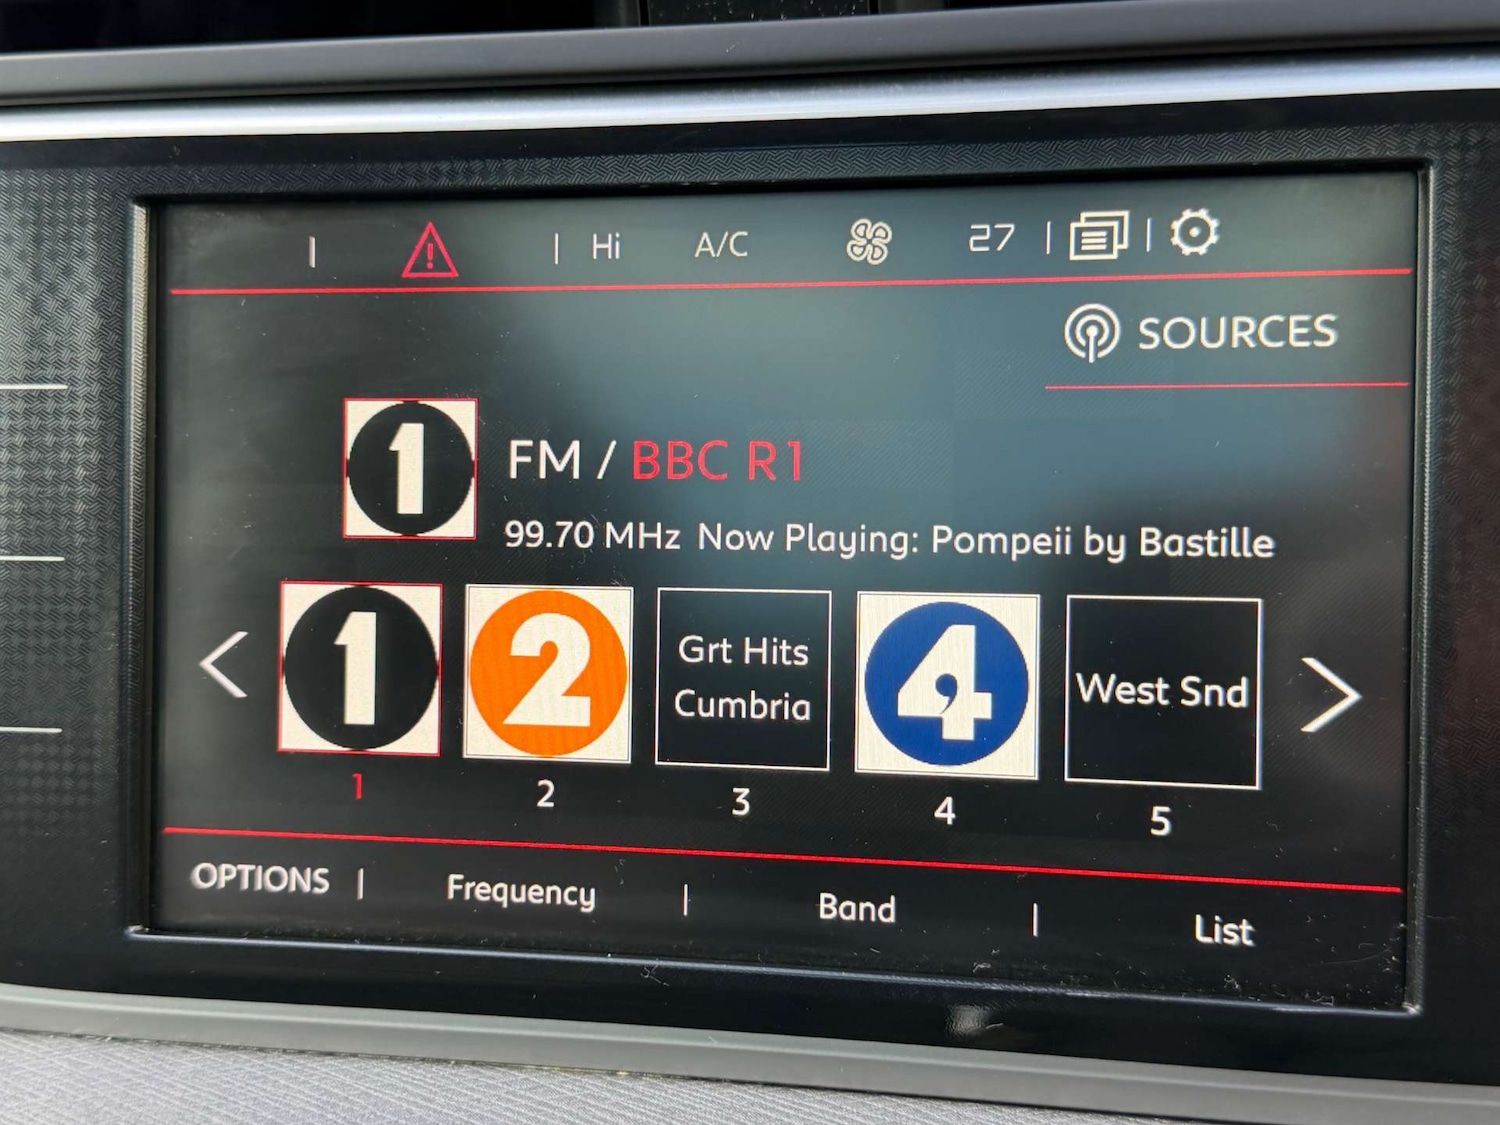 Hi A/C 27
SOURCES
1
FM / BBC R1
99.70 MHz Now Playing: Pompeii by Bastille
1 2 Grt Hits 4 West Snd
Cumbria
1 2 3 4 5
OPTIONS | Frequency | Band | List